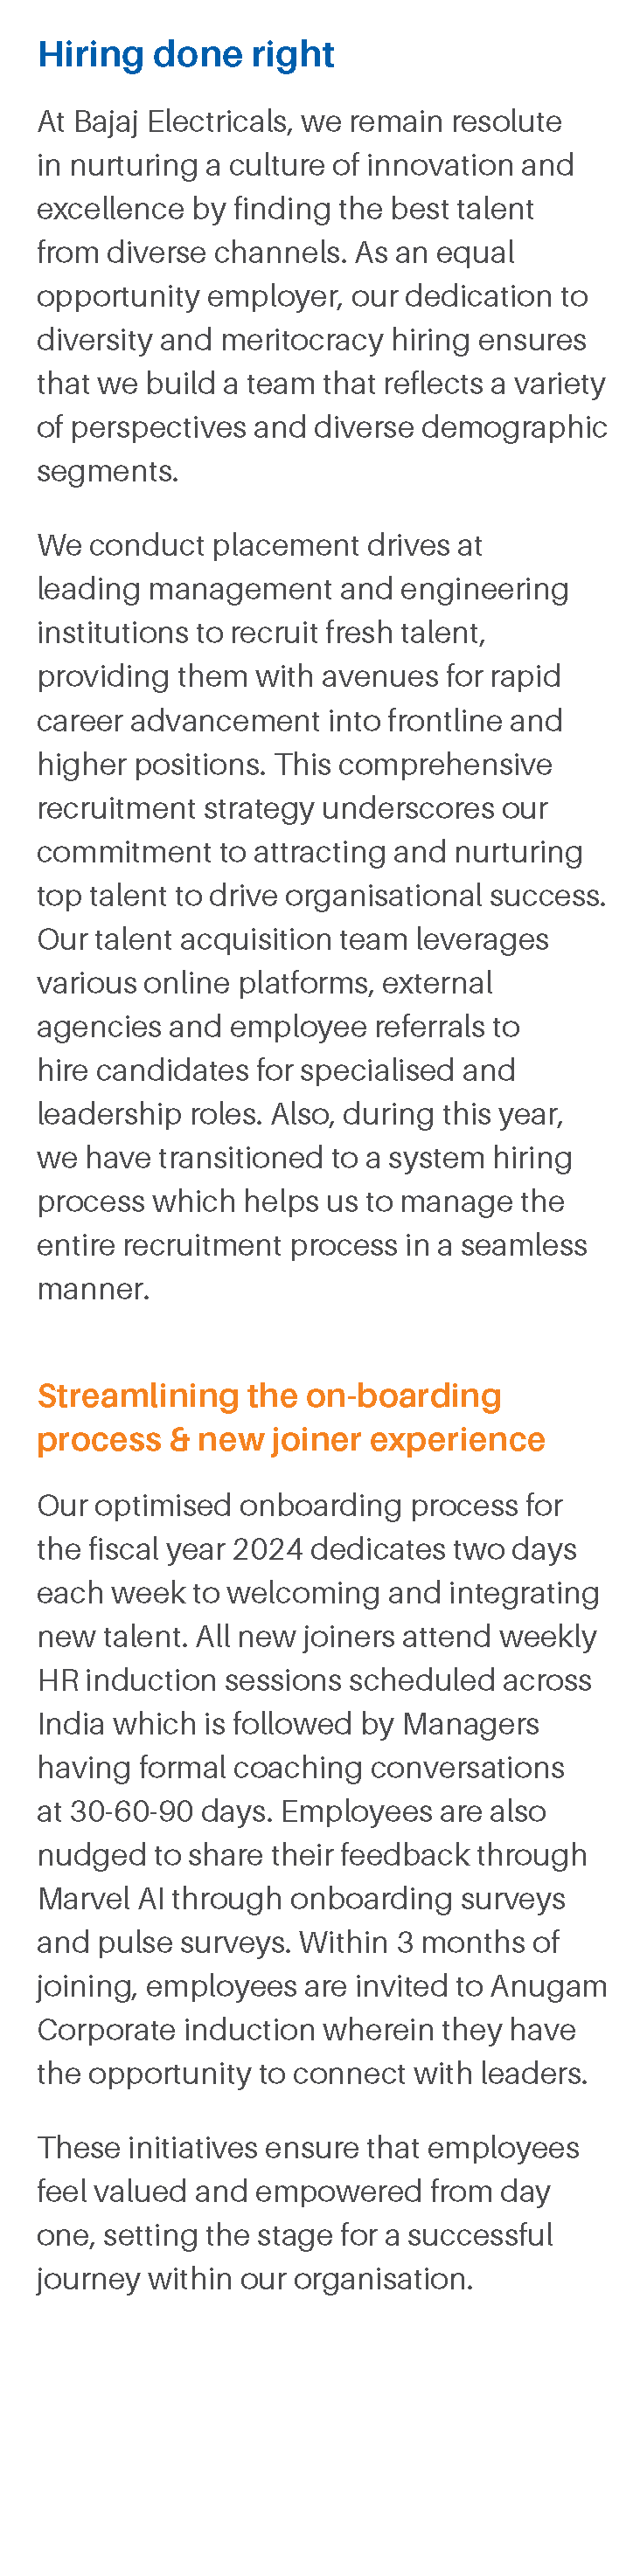 Hiring done right
At Bajaj Electricals, we remain resolute
in nurturing a culture of innovation and
excellence by finding the best talent
from diverse channels. As an equal
opportunity employer, our dedication to
diversity and meritocracy hiring ensures
that we build a team that reflects a variety
of perspectives and diverse demographic
segments.
We conduct placement drives at
leading management and engineering
institutions to recruit fresh talent,
providing them with avenues for rapid
career advancement into frontline and
higher positions. This comprehensive
recruitment strategy underscores our
commitment to attracting and nurturing
top talent to drive organisational success.
Our talent acquisition team leverages
various online platforms, external
agencies and employee referrals to
hire candidates for specialised and
leadership roles. Also, during this year,
we have transitioned to a system hiring
process which helps us to manage the
entire recruitment process in a seamless
manner.
Streamlining the on-boarding
process & new joiner experience
Our optimised onboarding process for
the fiscal year 2024 dedicates two days
each week to welcoming and integrating
new talent. All new joiners attend weekly
HR induction sessions scheduled across
India which is followed by Managers
having formal coaching conversations
at 30-60-90 days. Employees are also
nudged to share their feedback through
Marvel AI through onboarding surveys
and pulse surveys. Within 3 months of
joining, employees are invited to Anugam
Corporate induction wherein they have
the opportunity to connect with leaders.
These initiatives ensure that employees
feel valued and empowered from day
one, setting the stage for a successful
journey within our organisation.